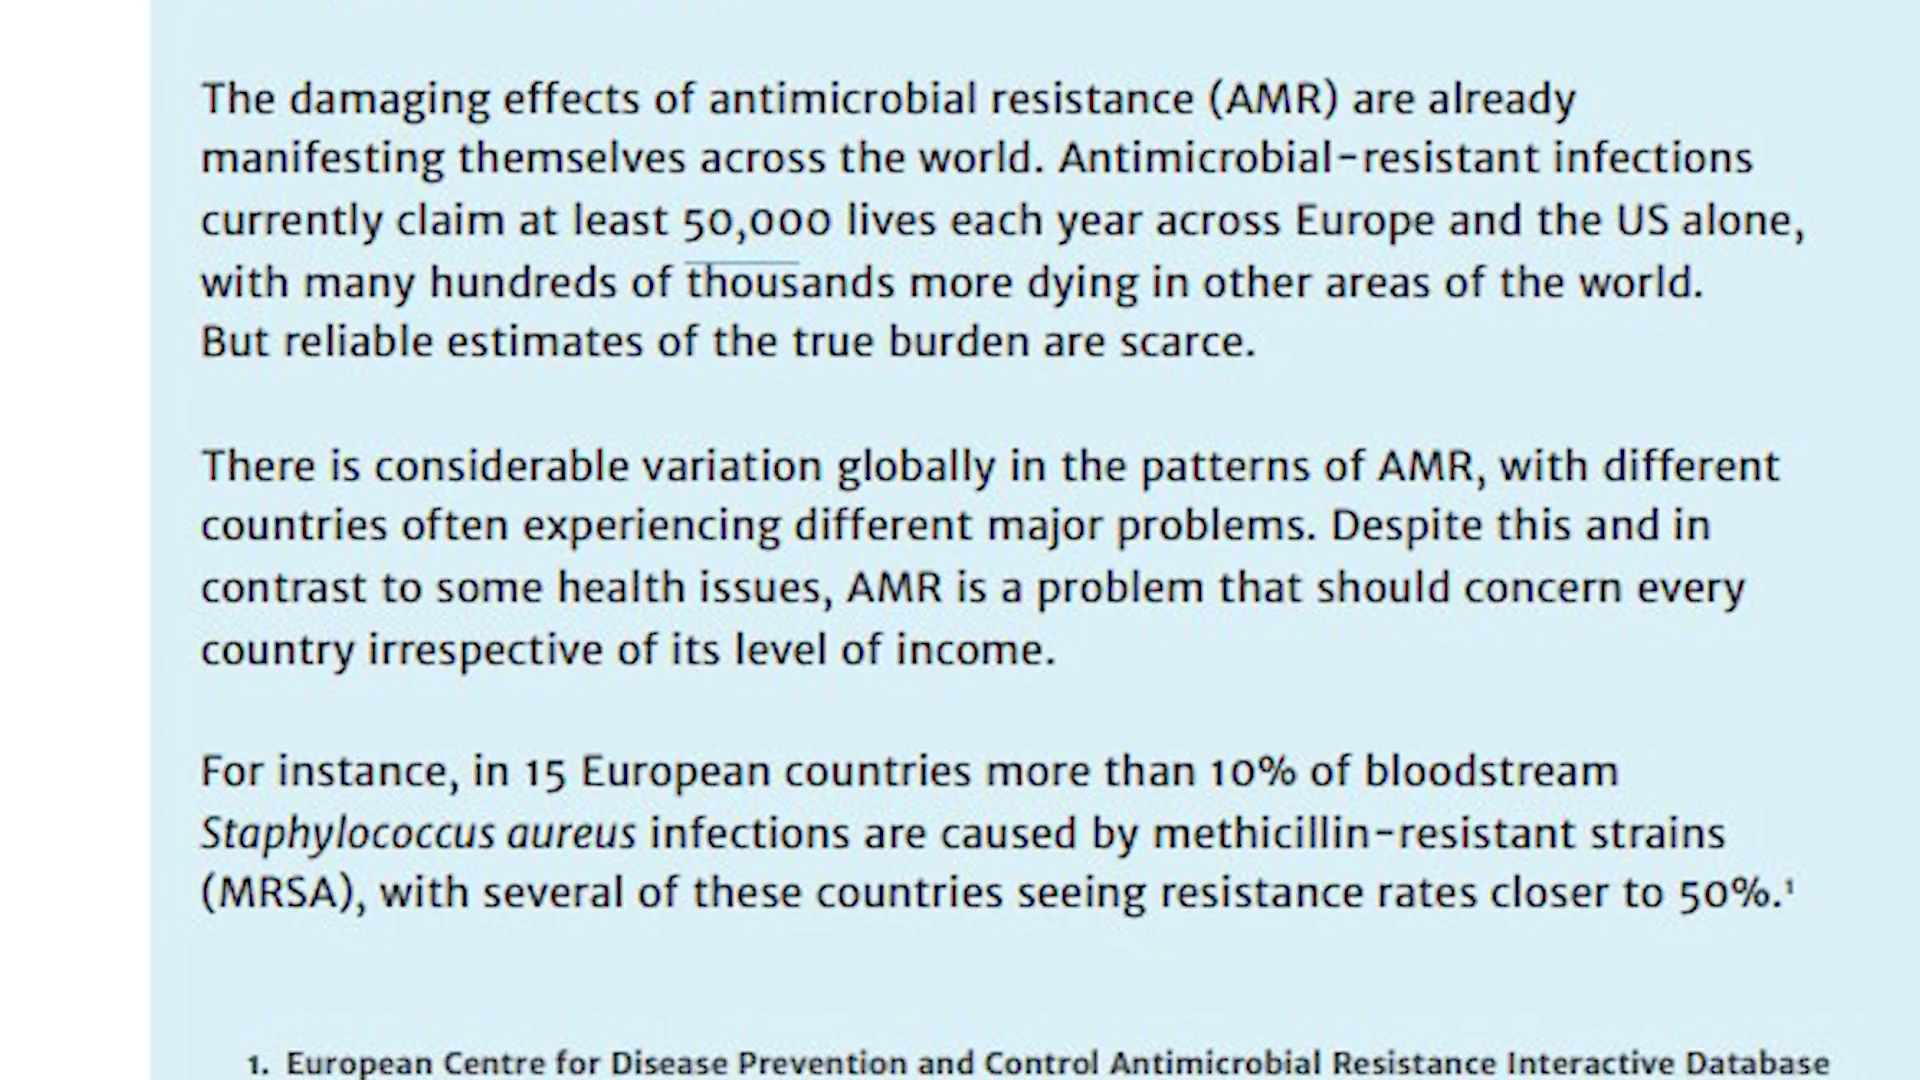 The damaging effects of antimicrobial resistance (AMR) are already
manifesting themselves across the world. Antimicrobial-resistant infections
currently claim at least 50,000 lives each year across Europe and the US alone,
with many hundreds of thousands more dying in other areas of the world.
But reliable estimates of the true burden are scarce.
There is considerable variation globally in the patterns of AMR, with different
countries often experiencing different major problems. Despite this and in
contrast to some health issues, AMR is a problem that should concern every
country irrespective of its level of income.
For instance, in 15 European countries more than 10% of bloodstream
Staphylococcus aureus infections are caused by methicillin-resistant strains
(MRSA), with several of these countries seeing resistance rates closer to 50%.¹
1. European Centre for Disease Prevention and Control Antimicrobial Resistance Interactive Database